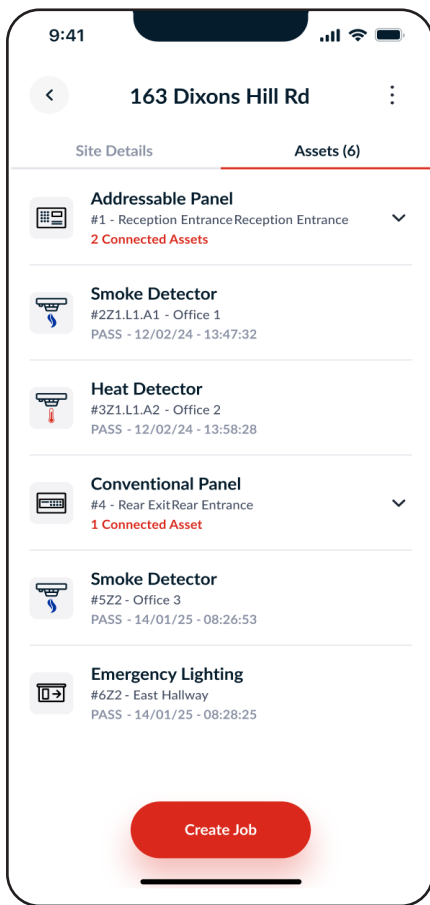 9:41
163 Dixons Hill Rd
Site Details Assets (6)
Addressable Panel
#1 - Reception EntranceReception Entrance
2 Connected Assets
Smoke Detector
#2Z1.L1.A1 - Office 1
PASS - 12/02/24 - 13:47:32
Heat Detector
#3Z1.L1.A2 - Office 2
PASS - 12/02/24 - 13:58:28
Conventional Panel
#4 - Rear ExitRear Entrance
1 Connected Asset
Smoke Detector
#5Z2 - Office 3
PASS - 14/01/25 - 08:26:53
Emergency Lighting
#6Z2 - East Hallway
PASS - 14/01/25 - 08:28:25
Create Job